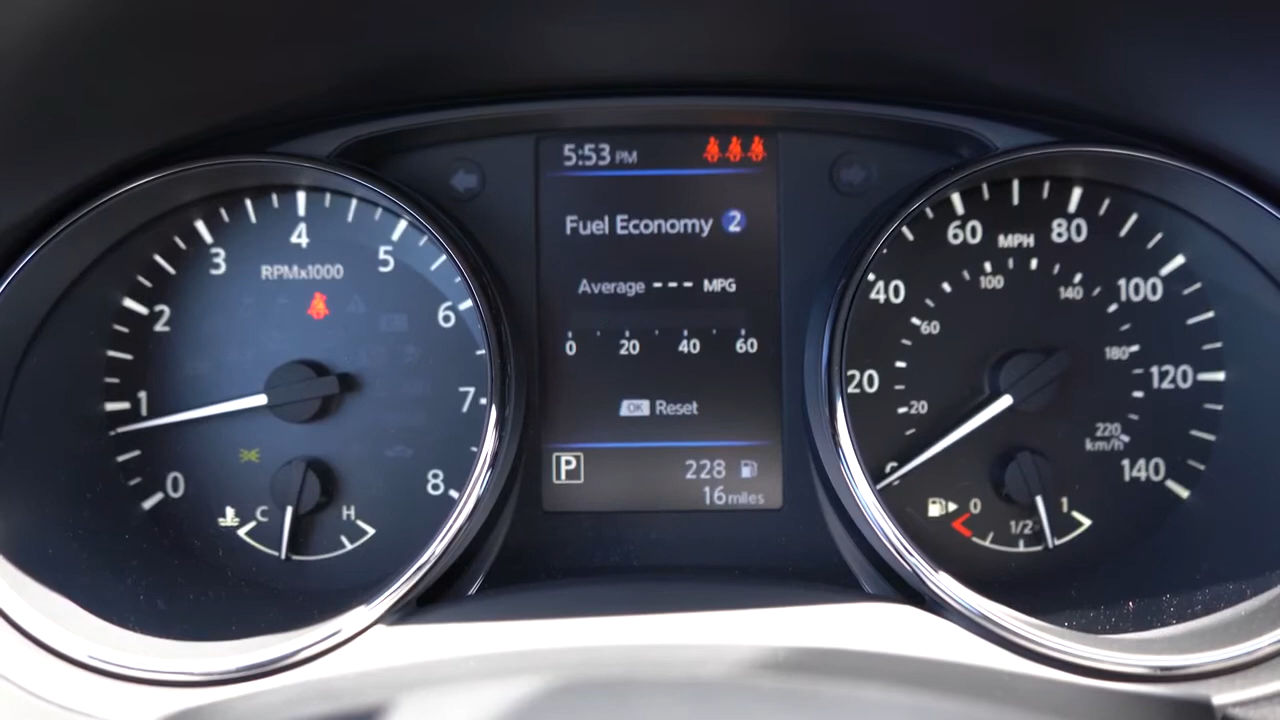 5:53 PM
Fuel Economy 2
Average --- MPG
0 20 40 60
OK Reset
P 228
16 miles
0 1 2 3 4 5 6 7 8
RPMx1000
C H
0 20 40 60 80 100 120 140
MPH
20 60 100 140 180 220
km/h
0 1/2 1